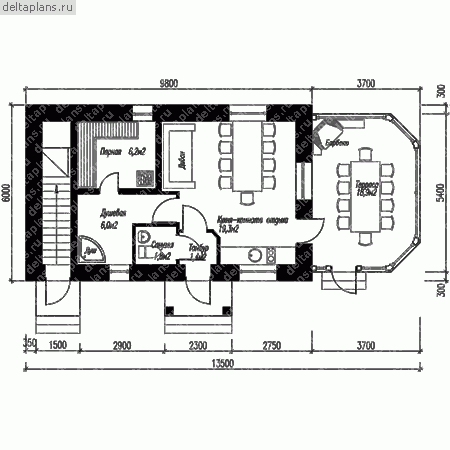 deltaplans.ru
9800
3700
300
6000
5400
300
Парная 6,2м2
Диван
Барбекю
Терраса
18,9м2
Душевая
6,0м2
Кухня-комната отдыха
19,3м2
Душ
Санузел
1,8м2
Тамбур
1,4м2
350
1500
2900
2300
2750
3700
13500
deltaplans.ru